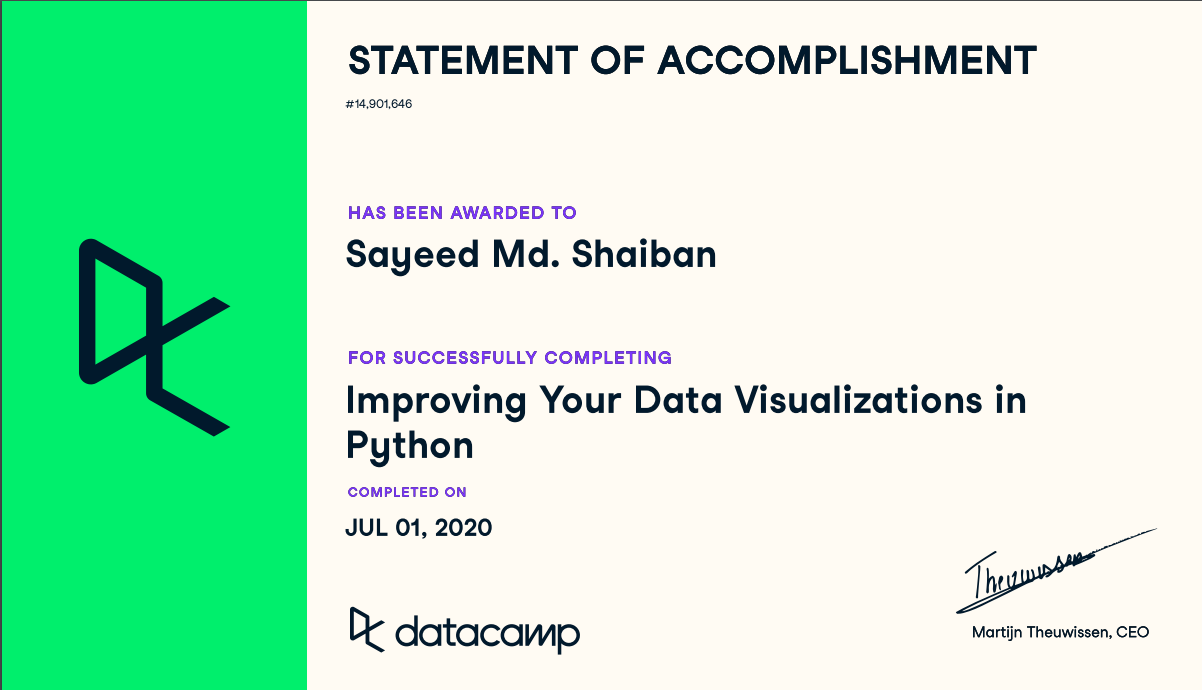 STATEMENT OF ACCOMPLISHMENT
#14,901,646
HAS BEEN AWARDED TO
Sayeed Md. Shaiban
FOR SUCCESSFULLY COMPLETING
Improving Your Data Visualizations in
Python
COMPLETED ON
JUL 01, 2020
Theuwissen
datacamp
Martijn Theuwissen, CEO